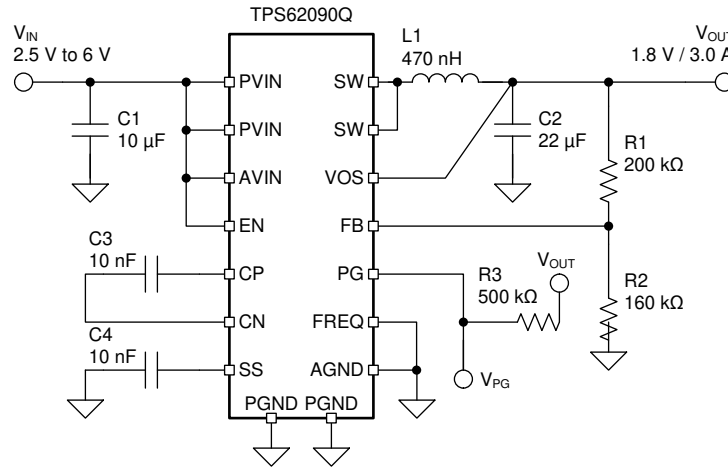 TPS62090Q
VIN
2.5 V to 6 V
L1
470 nH
VOUT
1.8 V / 3.0 A
PVIN
SW
C1
10 µF
PVIN
SW
C2
22 µF
R1
200 kΩ
AVIN
VOS
EN
FB
C3
10 nF
CP
PG
R3
500 kΩ
VOUT
R2
160 kΩ
CN
FREQ
C4
10 nF
SS
AGND
VPG
PGND PGND